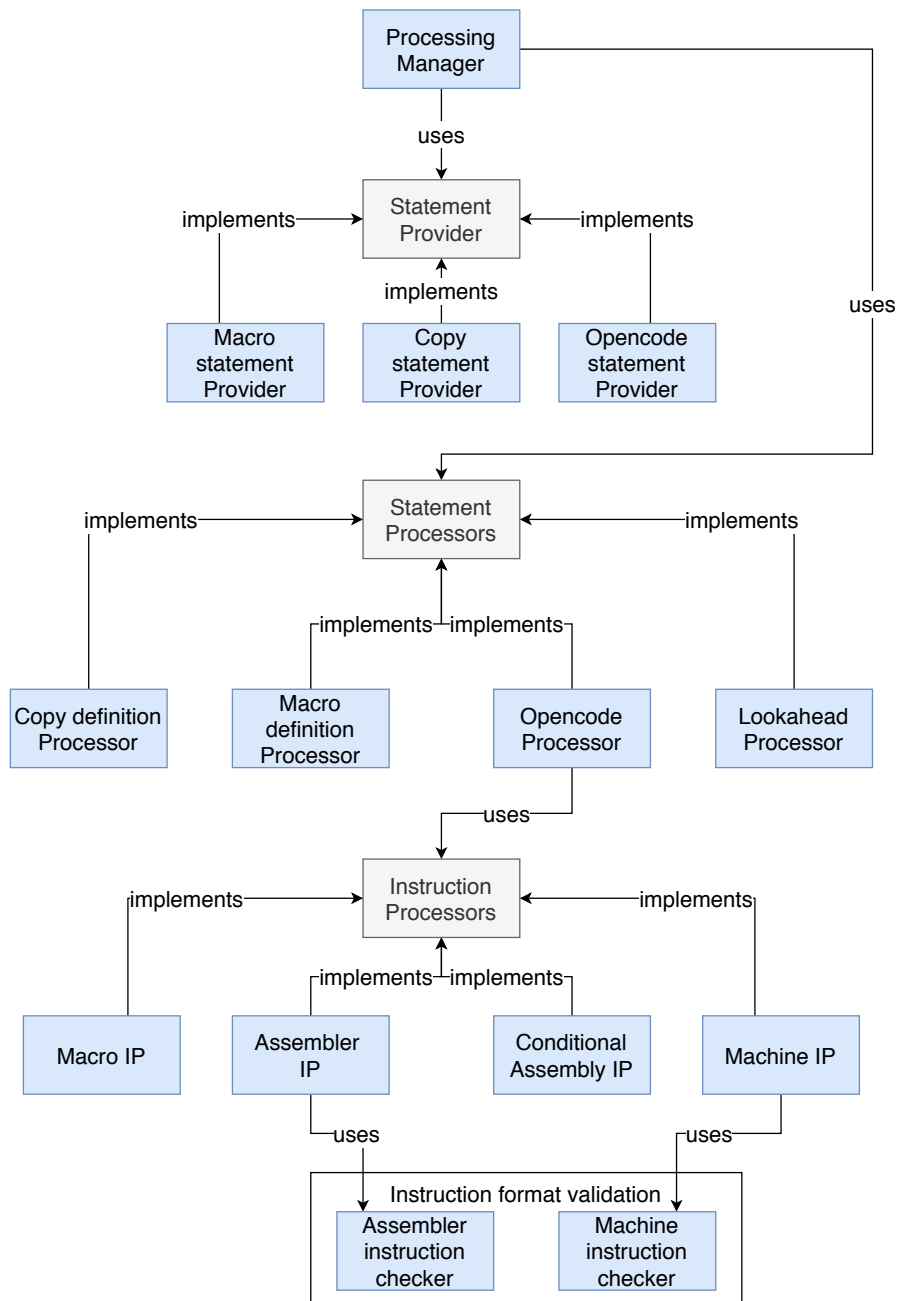 Processing
Manager
uses
implements
Statement
Provider
implements
implements
uses
Macro
statement
Provider
Copy
statement
Provider
Opencode
statement
Provider
implements
Statement
Processors
implements
implements
implements
Copy definition
Processor
Macro
definition
Processor
Opencode
Processor
Lookahead
Processor
uses
implements
Instruction
Processors
implements
implements
implements
Macro IP
Assembler
IP
Conditional
Assembly IP
Machine IP
uses
uses
Instruction format validation
Assembler
instruction
checker
Machine
instruction
checker